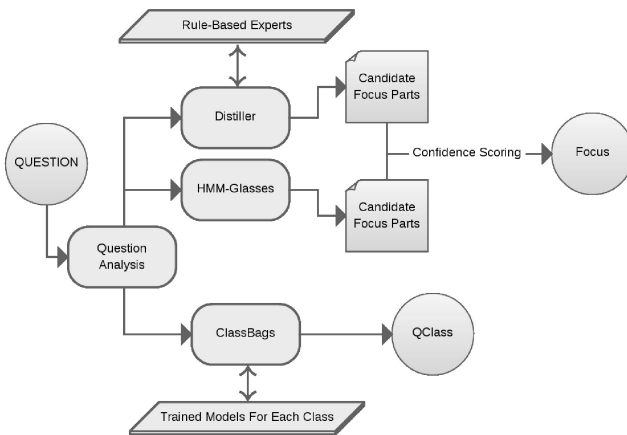 Rule-Based Experts
Candidate
Focus Parts
Distiller
QUESTION
Confidence Scoring
Focus
HMM-Glasses
Candidate
Focus Parts
Question
Analysis
ClassBags
QClass
Trained Models For Each Class